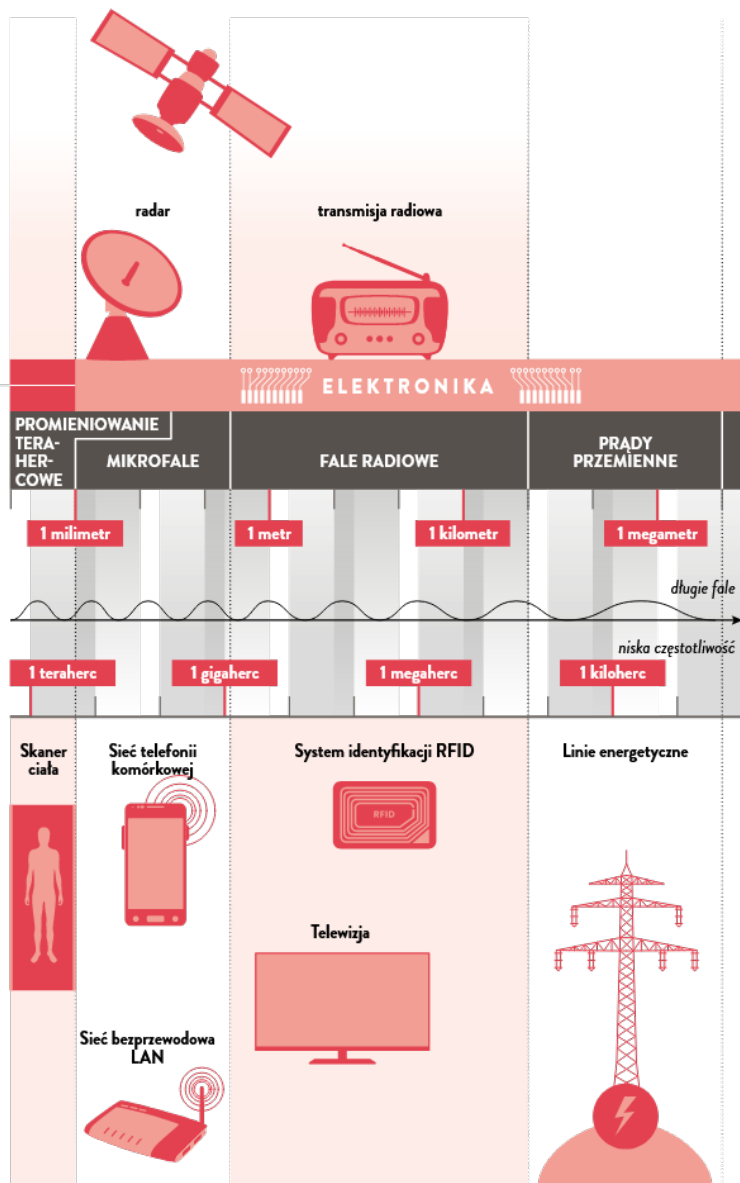 radar
transmisja radiowa
ELEKTRONIKA
PROMIENIOWANIE
TERA-
HER-
COWE
MIKROFALE
FALE RADIOWE
PRĄDY
PRZEMIENNE
1 milimetr
1 metr
1 kilometr
1 megametr
długie fale
niska częstotliwość
1 teraherc
1 gigaherc
1 megaherc
1 kiloherc
Skaner
ciała
Sieć telefonii
komórkowej
System identyfikacji RFID
Linie energetyczne
RFID
Telewizja
Sieć bezprzewodowa
LAN